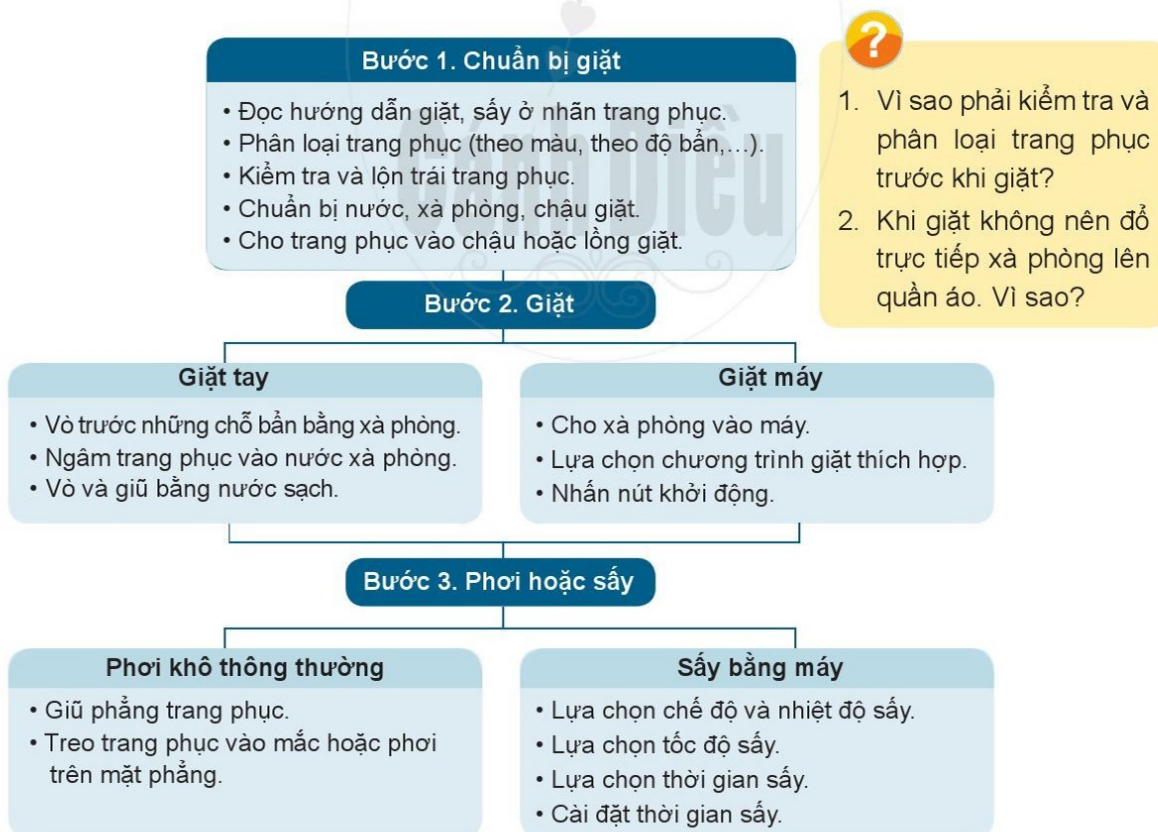 Bước 1. Chuẩn bị giặt
• Đọc hướng dẫn giặt, sấy ở nhãn trang phục.
• Phân loại trang phục (theo màu, theo độ bẩn,...).
• Kiểm tra và lộn trái trang phục.
• Chuẩn bị nước, xà phòng, chậu giặt.
• Cho trang phục vào chậu hoặc lồng giặt.
?
1. Vì sao phải kiểm tra và
phân loại trang phục
trước khi giặt?
2. Khi giặt không nên đổ
trực tiếp xà phòng lên
quần áo. Vì sao?
Cánh Diều
Bước 2. Giặt
Giặt tay
• Vò trước những chỗ bẩn bằng xà phòng.
• Ngâm trang phục vào nước xà phòng.
• Vò và giũ bằng nước sạch.
Giặt máy
• Cho xà phòng vào máy.
• Lựa chọn chương trình giặt thích hợp.
• Nhấn nút khởi động.
Bước 3. Phơi hoặc sấy
Phơi khô thông thường
• Giũ phẳng trang phục.
• Treo trang phục vào mắc hoặc phơi
trên mặt phẳng.
Sấy bằng máy
• Lựa chọn chế độ và nhiệt độ sấy.
• Lựa chọn tốc độ sấy.
• Lựa chọn thời gian sấy.
• Cài đặt thời gian sấy.